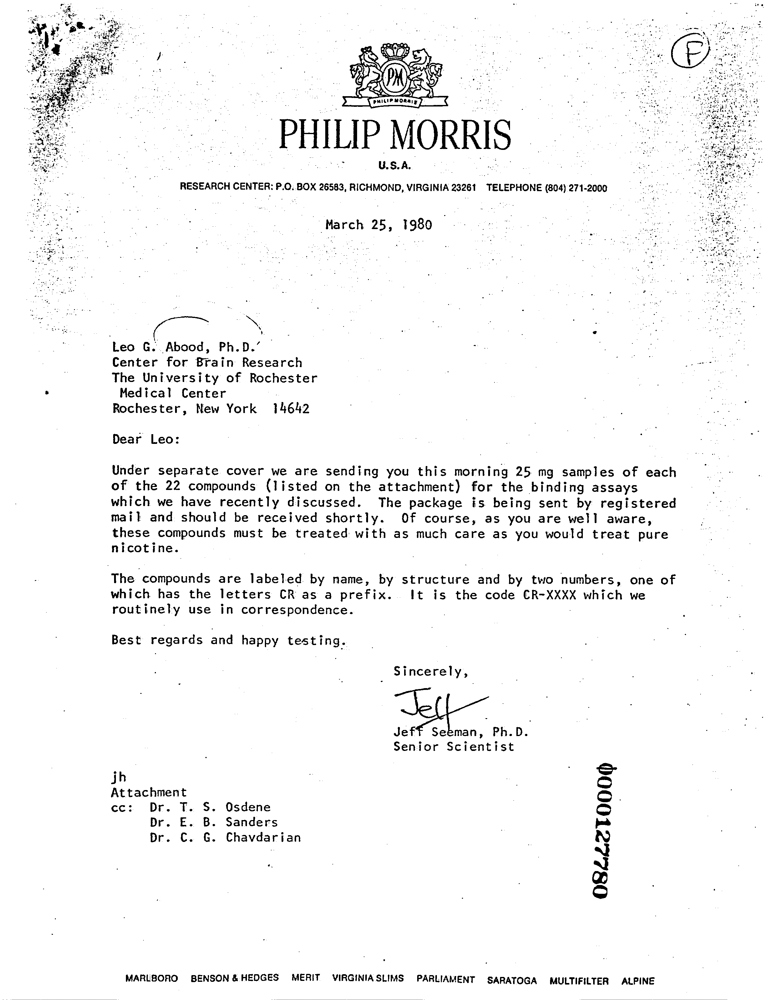 F
PM
PHILIP MORRIS
PHILIP MORRIS
U.S.A.
RESEARCH CENTER: P.O. BOX 26583, RICHMOND, VIRGINIA 23261 TELEPHONE (804) 271-2000
March 25, 1980
Leo G. Abood, Ph.D.
Center for Brain Research
The University of Rochester
Medical Center
Rochester, New York 14642
Dear Leo:
Under separate cover we are sending you this morning 25 mg samples of each
of the 22 compounds (listed on the attachment) for the binding assays
which we have recently discussed. The package is being sent by registered
mail and should be received shortly. Of course, as you are well aware,
these compounds must be treated with as much care as you would treat pure
nicotine.
The compounds are labeled by name, by structure and by two numbers, one of
which has the letters CR as a prefix. It is the code CR-XXXX which we
routinely use in correspondence.
Best regards and happy testing.
Sincerely,
Jeff
Jeff Seeman, Ph.D.
Senior Scientist
jh
Attachment
cc: Dr. T. S. Osdene
Dr. E. B. Sanders
Dr. C. G. Chavdarian
0000127780
MARLBORO BENSON & HEDGES MERIT VIRGINIA SLIMS PARLIAMENT SARATOGA MULTIFILTER ALPINE